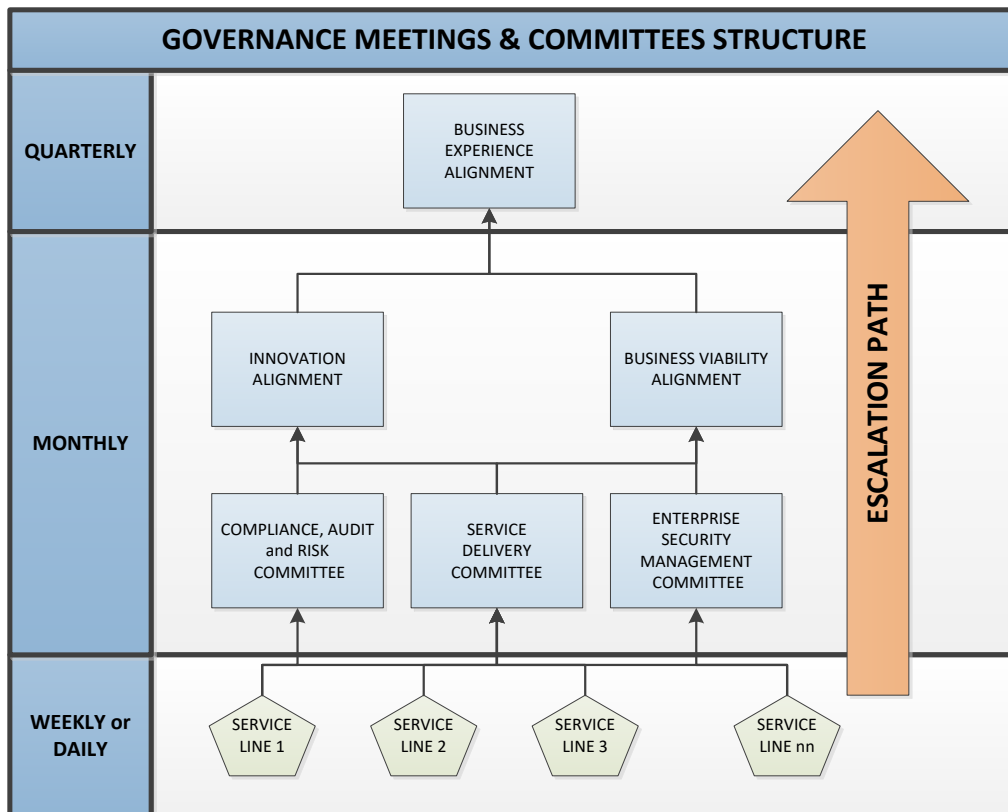 GOVERNANCE MEETINGS & COMMITTEES STRUCTURE
QUARTERLY
BUSINESS
EXPERIENCE
ALIGNMENT
MONTHLY
INNOVATION
ALIGNMENT
BUSINESS VIABILITY
ALIGNMENT
COMPLIANCE, AUDIT
and RISK
COMMITTEE
SERVICE
DELIVERY
COMMITTEE
ENTERPRISE
SECURITY
MANAGEMENT
COMMITTEE
ESCALATION PATH
WEEKLY or
DAILY
SERVICE
LINE 1
SERVICE
LINE 2
SERVICE
LINE 3
SERVICE
LINE nn